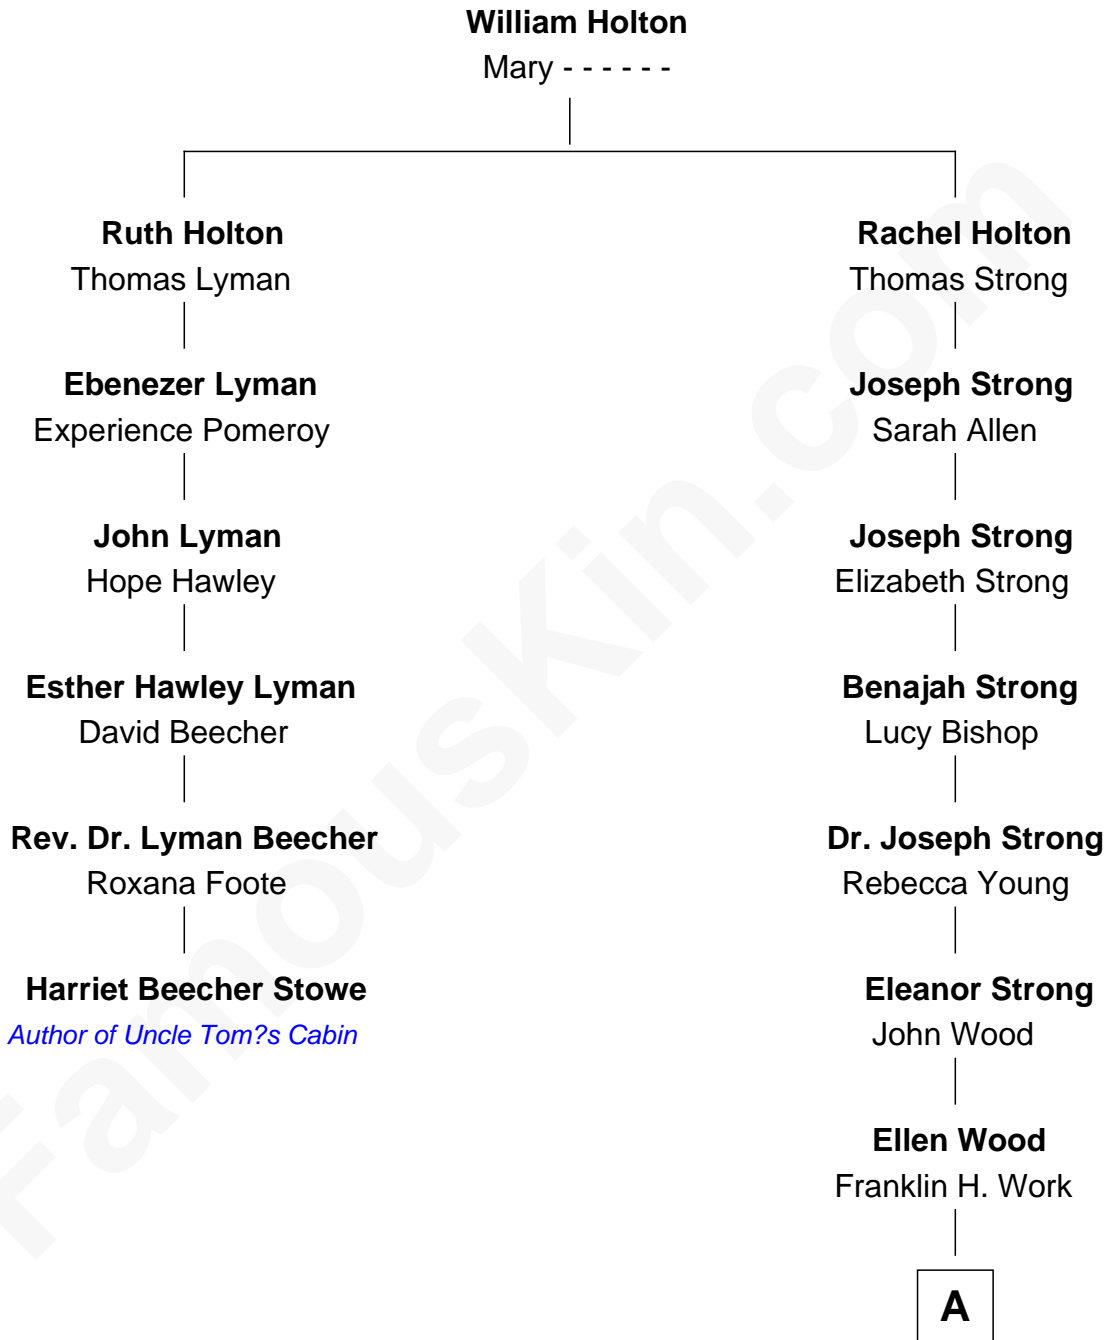 William Holton
Mary - - - - - -
Ruth Holton
Thomas Lyman
Rachel Holton
Thomas Strong
Ebenezer Lyman
Experience Pomeroy
Joseph Strong
Sarah Allen
John Lyman
Hope Hawley
Joseph Strong
Elizabeth Strong
Esther Hawley Lyman
David Beecher
Benajah Strong
Lucy Bishop
Rev. Dr. Lyman Beecher
Roxana Foote
Dr. Joseph Strong
Rebecca Young
Harriet Beecher Stowe
Author of Uncle Tom?s Cabin
Eleanor Strong
John Wood
Ellen Wood
Franklin H. Work
A
FamousKin.com